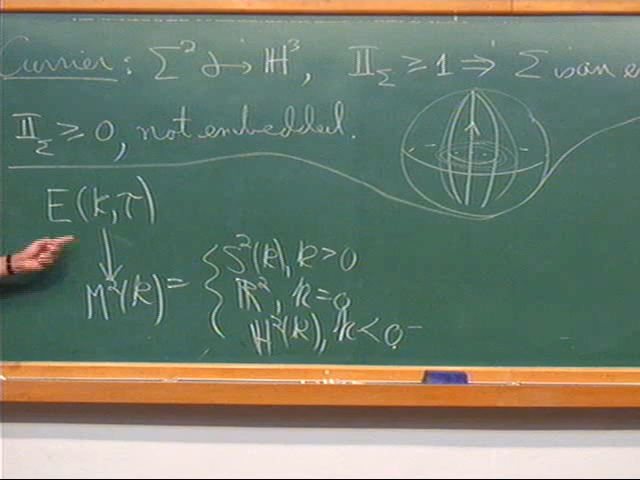 Currier: Σ² ↬ ℍ³, II_Σ ≥ 1 ⇒ Σ is an e
II_Σ ≥ 0, not embedded.
E(k,τ)
↓
M²(k) = { S²(k), k>0
ℝ², k=0
ℍ²(k), k<0